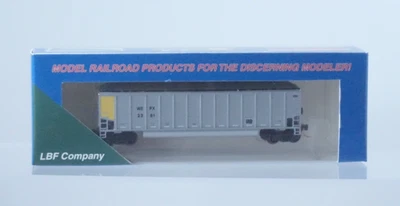 MODEL RAILROAD PRODUCTS FOR THE DISCERNING MODELER!
LBF Company